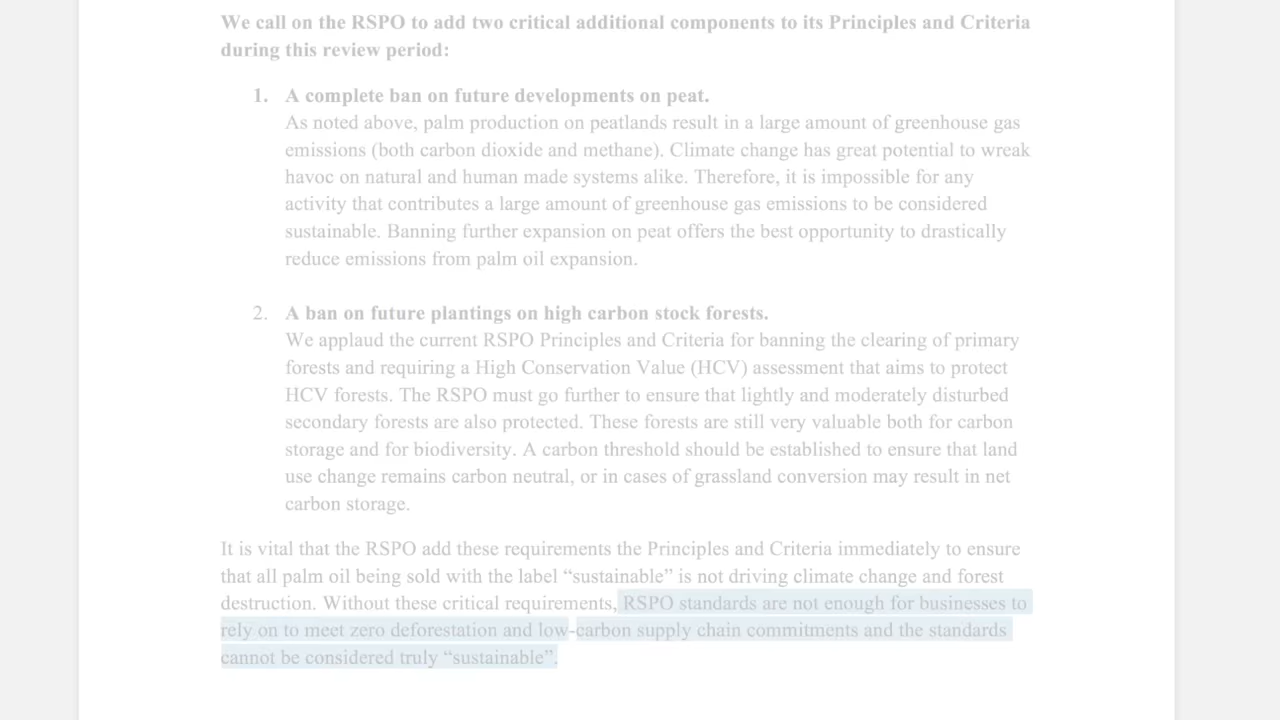 We call on the RSPO to add two critical additional components to its Principles and Criteria
during this review period:
1. A complete ban on future developments on peat.
As noted above, palm production on peatlands result in a large amount of greenhouse gas
emissions (both carbon dioxide and methane). Climate change has great potential to wreak
havoc on natural and human made systems alike. Therefore, it is impossible for any
activity that contributes a large amount of greenhouse gas emissions to be considered
sustainable. Banning further expansion on peat offers the best opportunity to drastically
reduce emissions from palm oil expansion.
2. A ban on future plantings on high carbon stock forests.
We applaud the current RSPO Principles and Criteria for banning the clearing of primary
forests and requiring a High Conservation Value (HCV) assessment that aims to protect
HCV forests. The RSPO must go further to ensure that lightly and moderately disturbed
secondary forests are also protected. These forests are still very valuable both for carbon
storage and for biodiversity. A carbon threshold should be established to ensure that land
use change remains carbon neutral, or in cases of grassland conversion may result in net
carbon storage.
It is vital that the RSPO add these requirements the Principles and Criteria immediately to ensure
that all palm oil being sold with the label “sustainable” is not driving climate change and forest
destruction. Without these critical requirements, RSPO standards are not enough for businesses to
rely on to meet zero deforestation and low-carbon supply chain commitments and the standards
cannot be considered truly “sustainable”.